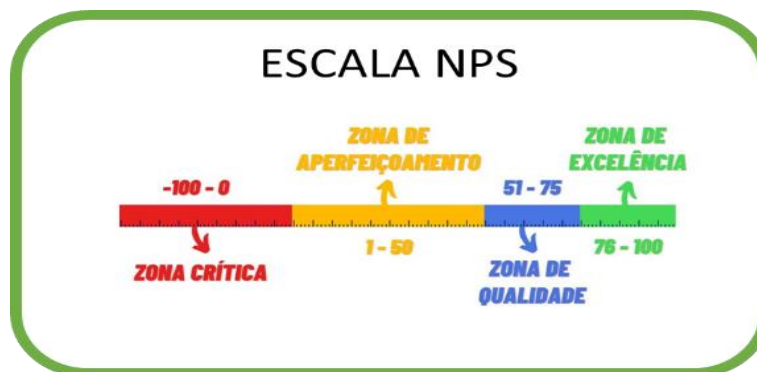 ESCALA NPS
ZONA DE
APERFEIÇOAMENTO
ZONA DE
EXCELÊNCIA
-100 - 0
51 - 75
1 - 50
76 - 100
ZONA CRÍTICA
ZONA DE
QUALIDADE